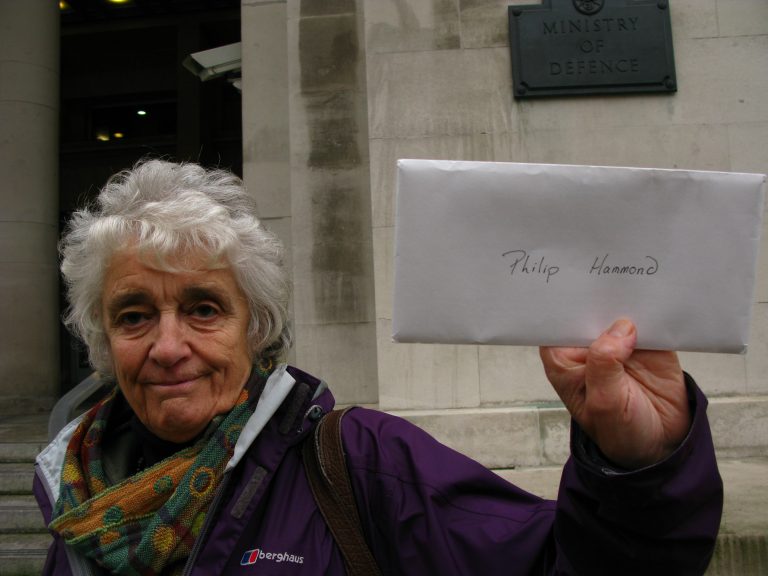 MINISTRY
OF
DEFENCE
Philip Hammond
berghaus